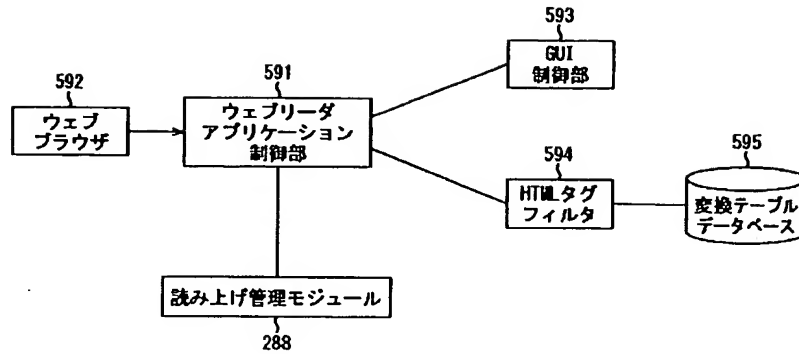 593
GUI
制御部
591
ウェブリーダ
アプリケーション
制御部
592
ウェブ
ブラウザ
594
HTMLタグ
フィルタ
595
変換テーブル
データベース
読み上げ管理モジュール
288